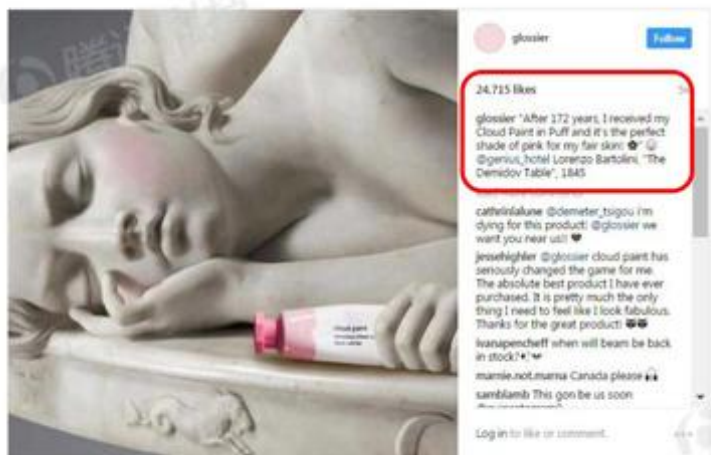 glossier
Follow
24,715 likes
glossier "After 172 years, I received my
Cloud Paint in Puff and it's the perfect
shade of pink for my fair skin!
@genius_hotel Lorenzo Bartolini, "The
Demidov Table", 1845
cathrinlalune @demeter_tsigou i'm
dying for this product! @glossier we
want you near us!!
jessehighler @glossier cloud paint has
seriously changed the game for me.
The absolute best product I have ever
purchased. It is pretty much the only
thing I need to feel like I look fabulous.
Thanks for the great product!
ivanapencheff when will beam be back
in stock?
marnie.not.marna Canada please
samblamb This gon be us soon
Log in to like or comment.
cloud paint